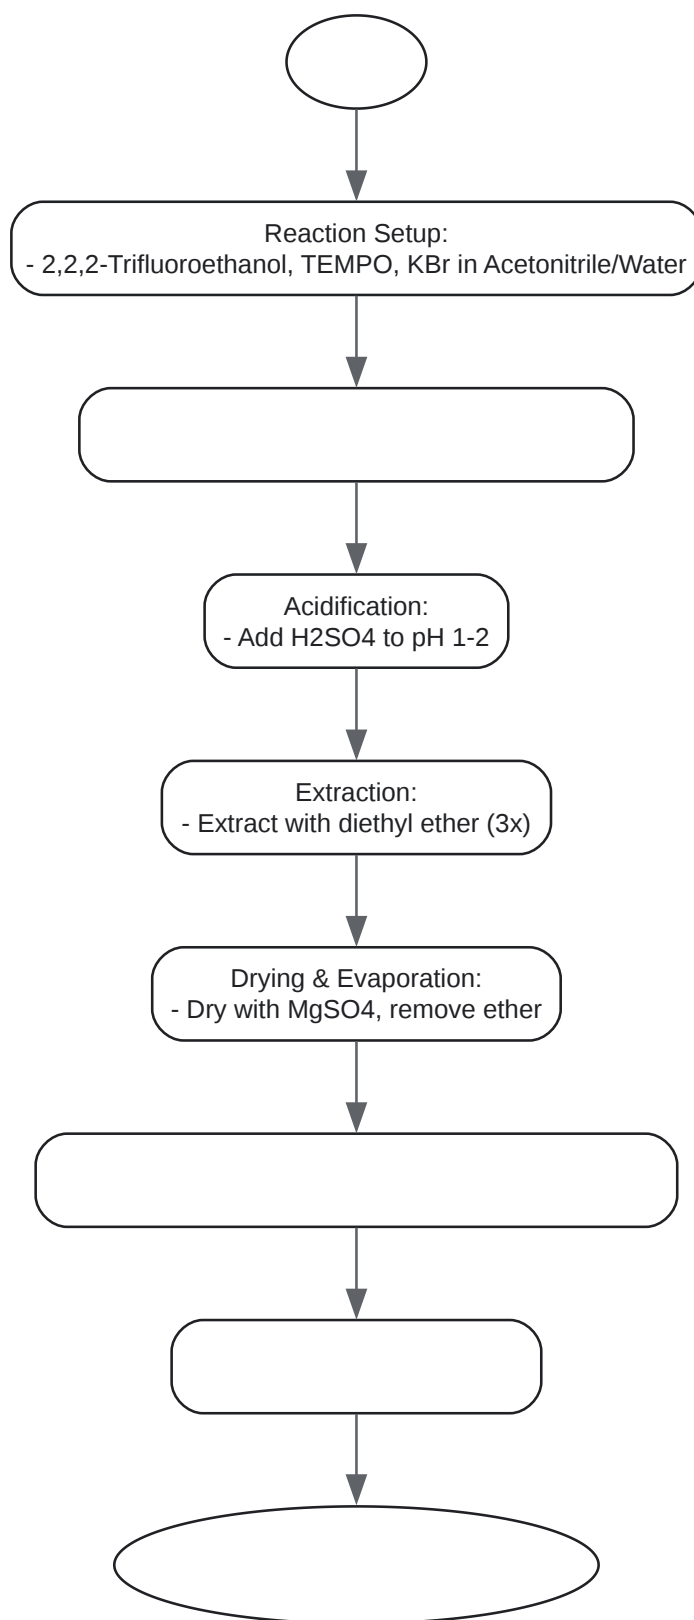 Reaction Setup:
- 2,2,2-Trifluoroethanol, TEMPO, KBr in Acetonitrile/Water
Acidification:
- Add H2SO4 to pH 1-2
Extraction:
- Extract with diethyl ether (3x)
Drying & Evaporation:
- Dry with MgSO4, remove ether